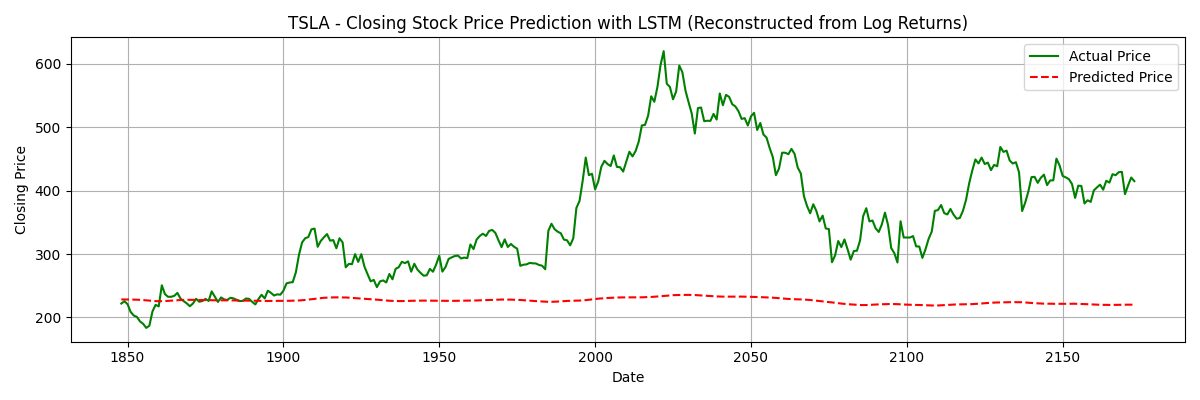 TSLA - Closing Stock Price Prediction with LSTM (Reconstructed from Log Returns)
Actual Price
Predicted Price
Closing Price
600
500
400
300
200
1850
1900
1950
2000
2050
2100
2150
Date